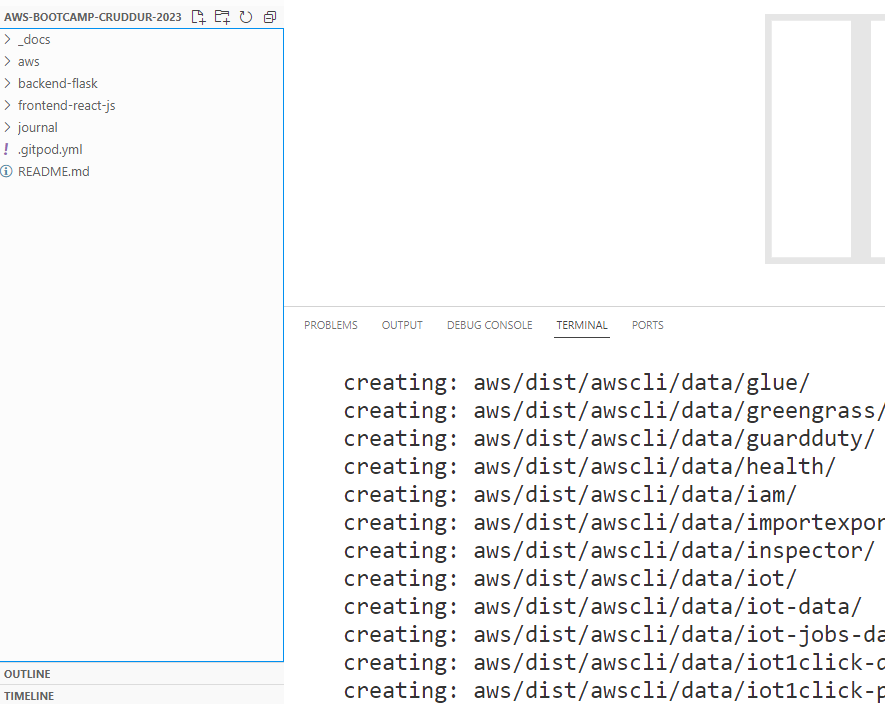 AWS-BOOTCAMP-CRUDDUR-2023
_docs
aws
backend-flask
frontend-react-js
journal
! .gitpod.yml
README.md
OUTLINE
TIMELINE
PROBLEMS OUTPUT DEBUG CONSOLE TERMINAL PORTS
creating: aws/dist/awscli/data/glue/
creating: aws/dist/awscli/data/greengrass/
creating: aws/dist/awscli/data/guardduty/
creating: aws/dist/awscli/data/health/
creating: aws/dist/awscli/data/iam/
creating: aws/dist/awscli/data/importexpor
creating: aws/dist/awscli/data/inspector/
creating: aws/dist/awscli/data/iot/
creating: aws/dist/awscli/data/iot-data/
creating: aws/dist/awscli/data/iot-jobs-da
creating: aws/dist/awscli/data/iot1click-d
creating: aws/dist/awscli/data/iot1click-p